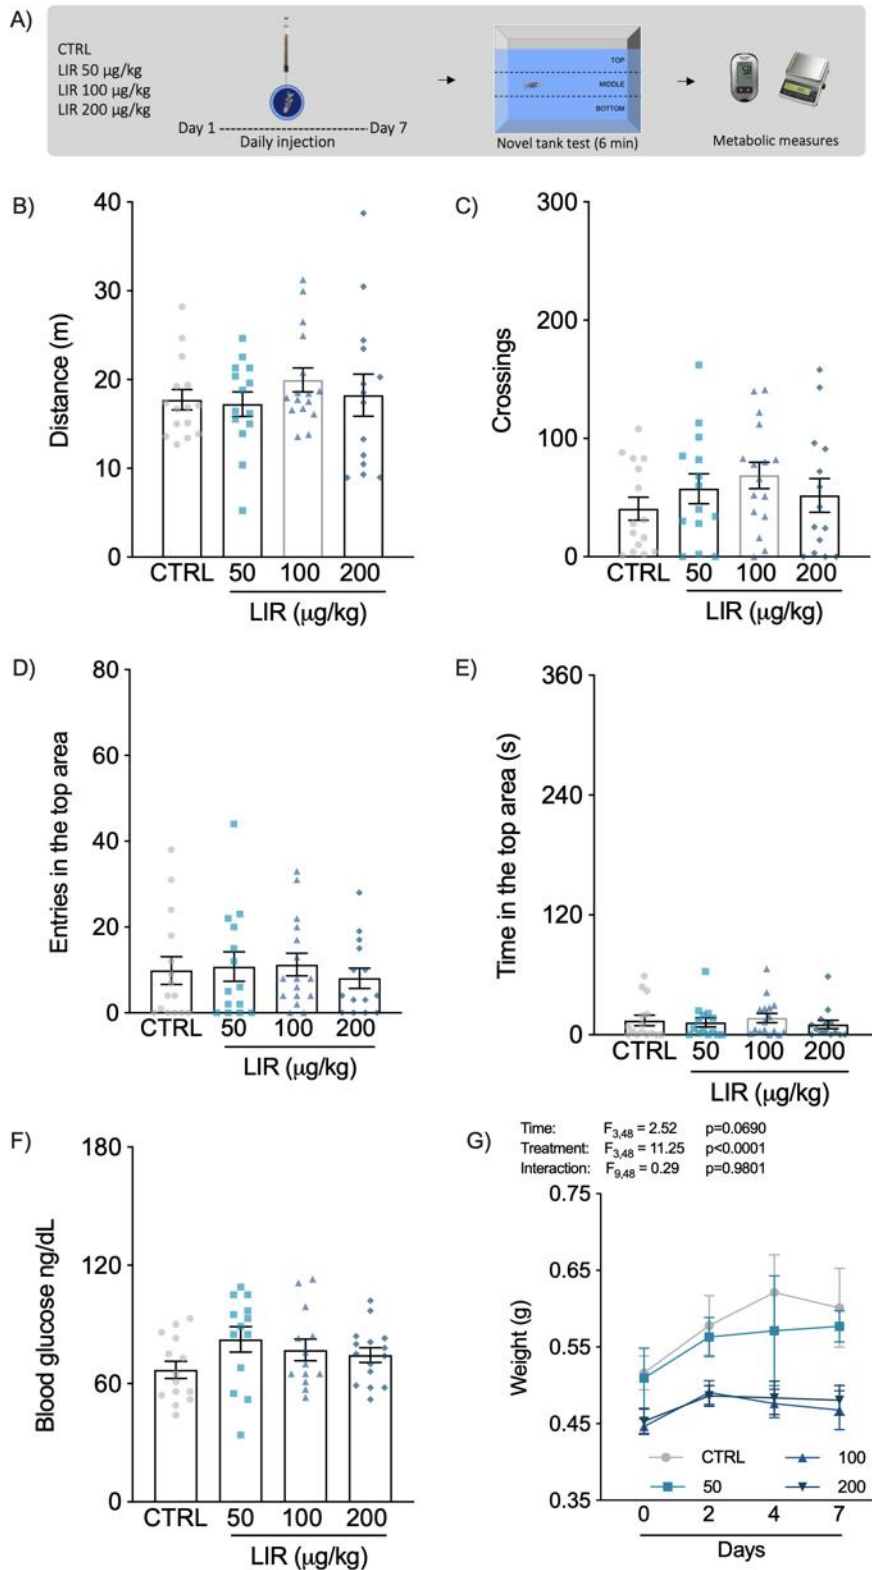 A)
CTRL
LIR 50 µg/kg
LIR 100 µg/kg
LIR 200 µg/kg
Day 1 Day 7
Daily injection
TOP
MIDDLE
BOTTOM
Novel tank test (6 min)
Metabolic measures
B)
Distance (m)
40
30
20
10
0
CTRL 50 100 200
LIR (µg/kg)
C)
Crossings
300
200
100
0
CTRL 50 100 200
LIR (µg/kg)
D)
Entries in the top area
80
60
40
20
0
CTRL 50 100 200
LIR (µg/kg)
E)
Time in the top area (s)
360
240
120
0
CTRL 50 100 200
LIR (µg/kg)
F)
Blood glucose ng/dL
180
120
60
0
CTRL 50 100 200
LIR (µg/kg)
G)
Time: F3,48 = 2.52 p=0.0690
Treatment: F3,48 = 11.25 p<0.0001
Interaction: F9,48 = 0.29 p=0.9801
Weight (g)
0.75
0.65
0.55
0.45
0.35
CTRL 100
50 200
0 2 4 7
Days